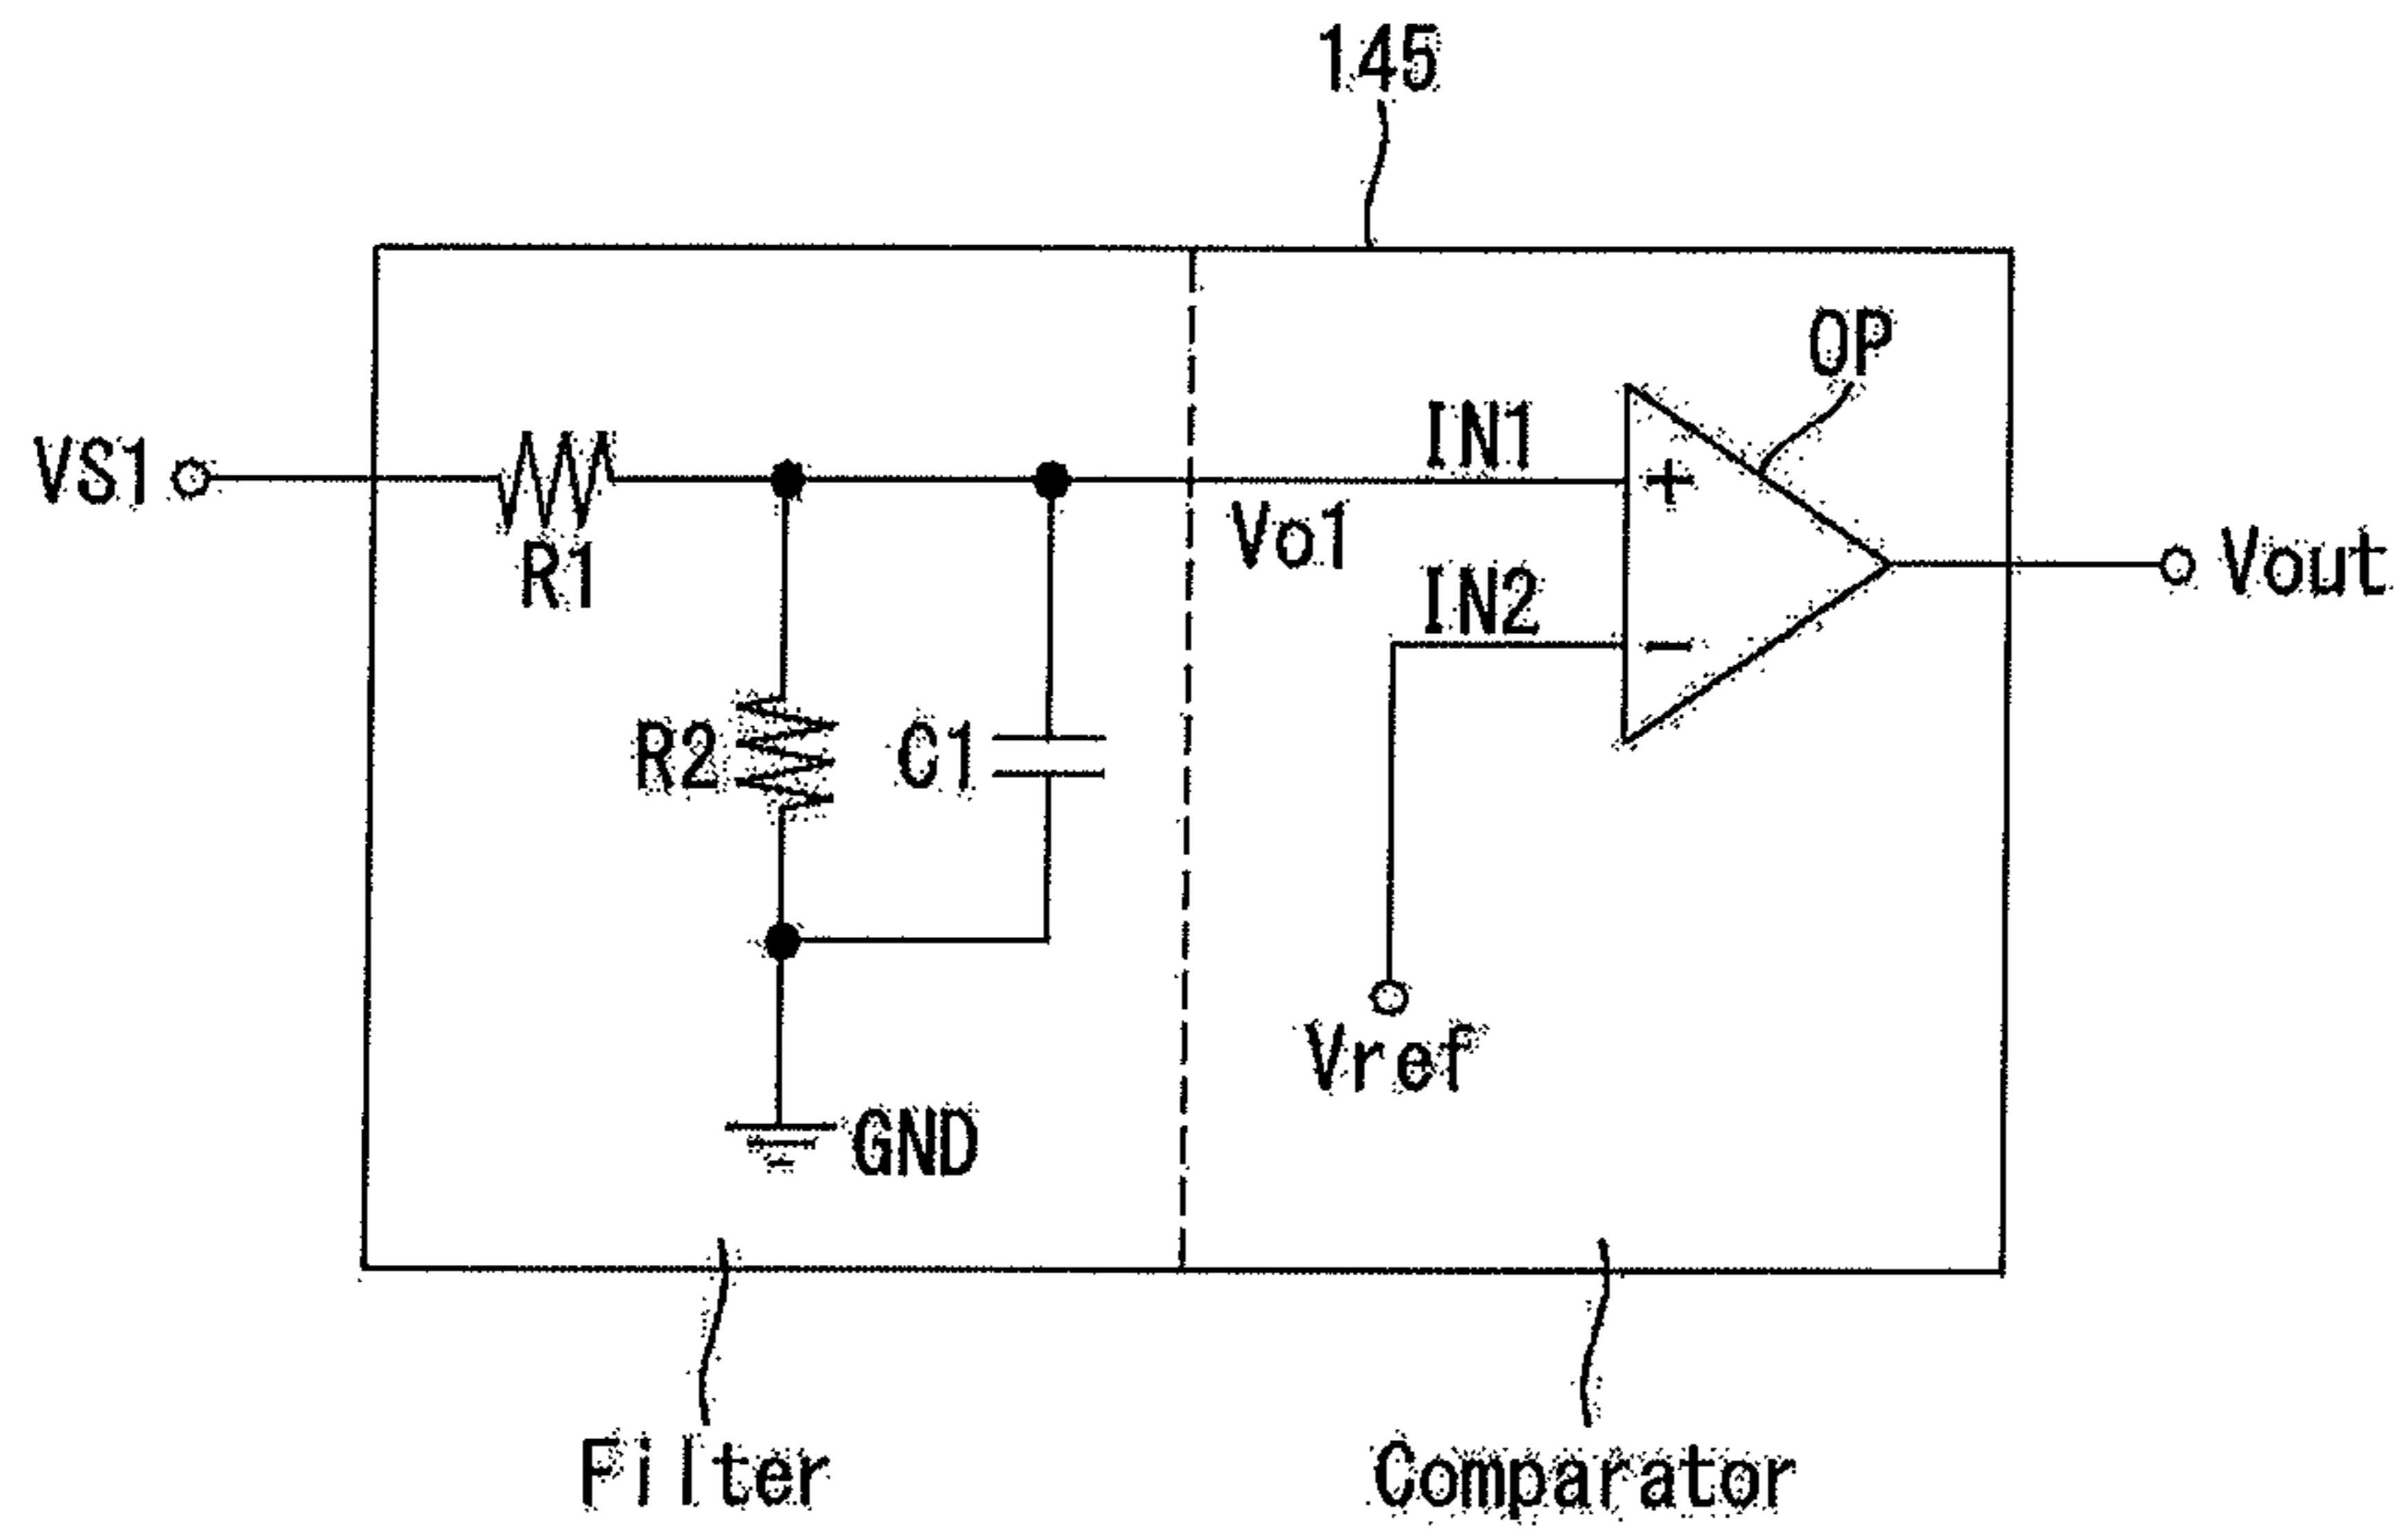 145
OP
VS1
IN1
R1
Vo1
Vout
IN2
+
−
R2
C1
Vref
GND
Filter
Comparator